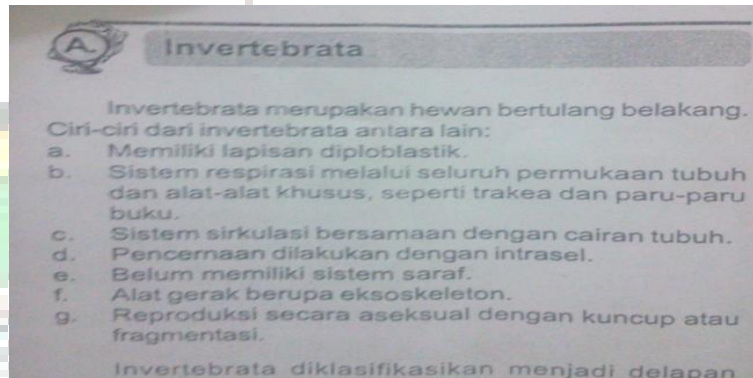 A.
Invertebrata
Invertebrata merupakan hewan bertulang belakang.
Ciri-ciri dari invertebrata antara lain:
a. Memiliki lapisan diploblastik.
b. Sistem respirasi melalui seluruh permukaan tubuh
dan alat-alat khusus, seperti trakea dan paru-paru
buku.
c. Sistem sirkulasi bersamaan dengan cairan tubuh.
d. Pencernaan dilakukan dengan intrasel.
e. Belum memiliki sistem saraf.
f. Alat gerak berupa eksoskeleton.
g. Reproduksi secara aseksual dengan kuncup atau
fragmentasi.
Invertebrata diklasifikasikan menjadi delapan